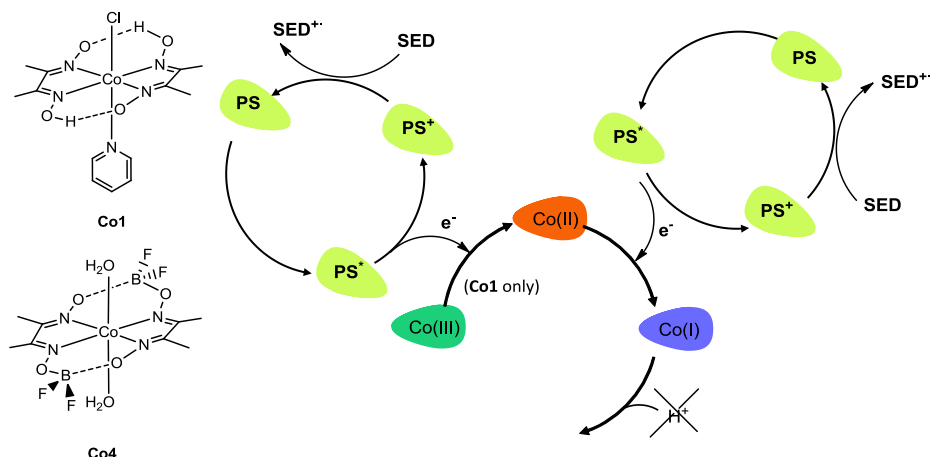 Cl
O
H
O
N
N
Co
N
N
O
H
O
N
Co1
H₂O
F
F
B
O
O
N
N
Co
N
N
O
B
O
F
F
H₂O
Co4
SED⁺·
SED
PS
PS⁺
PS*
e⁻
(Co1 only)
Co(III)
Co(II)
Co(I)
H⁺
PS
PS*
PS⁺
e⁻
SED⁺·
SED